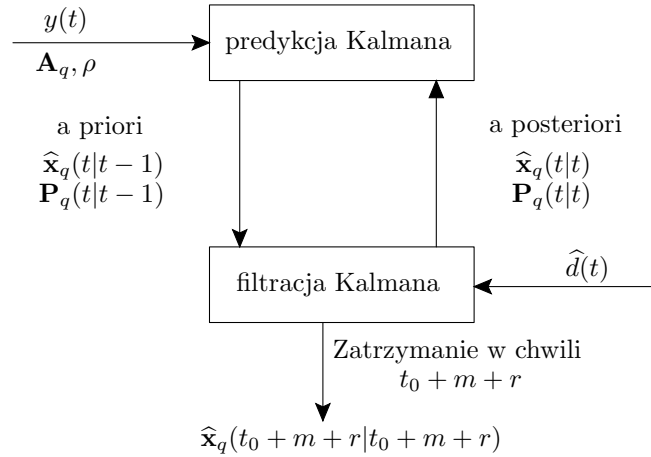 y(t)
predykcja Kalmana
𝐀_q, ρ
a priori
x̂_q(t|t − 1)
𝐏_q(t|t − 1)
a posteriori
x̂_q(t|t)
𝐏_q(t|t)
filtracja Kalmana
d̂(t)
Zatrzymanie w chwili
t_0 + m + r
x̂_q(t_0 + m + r|t_0 + m + r)